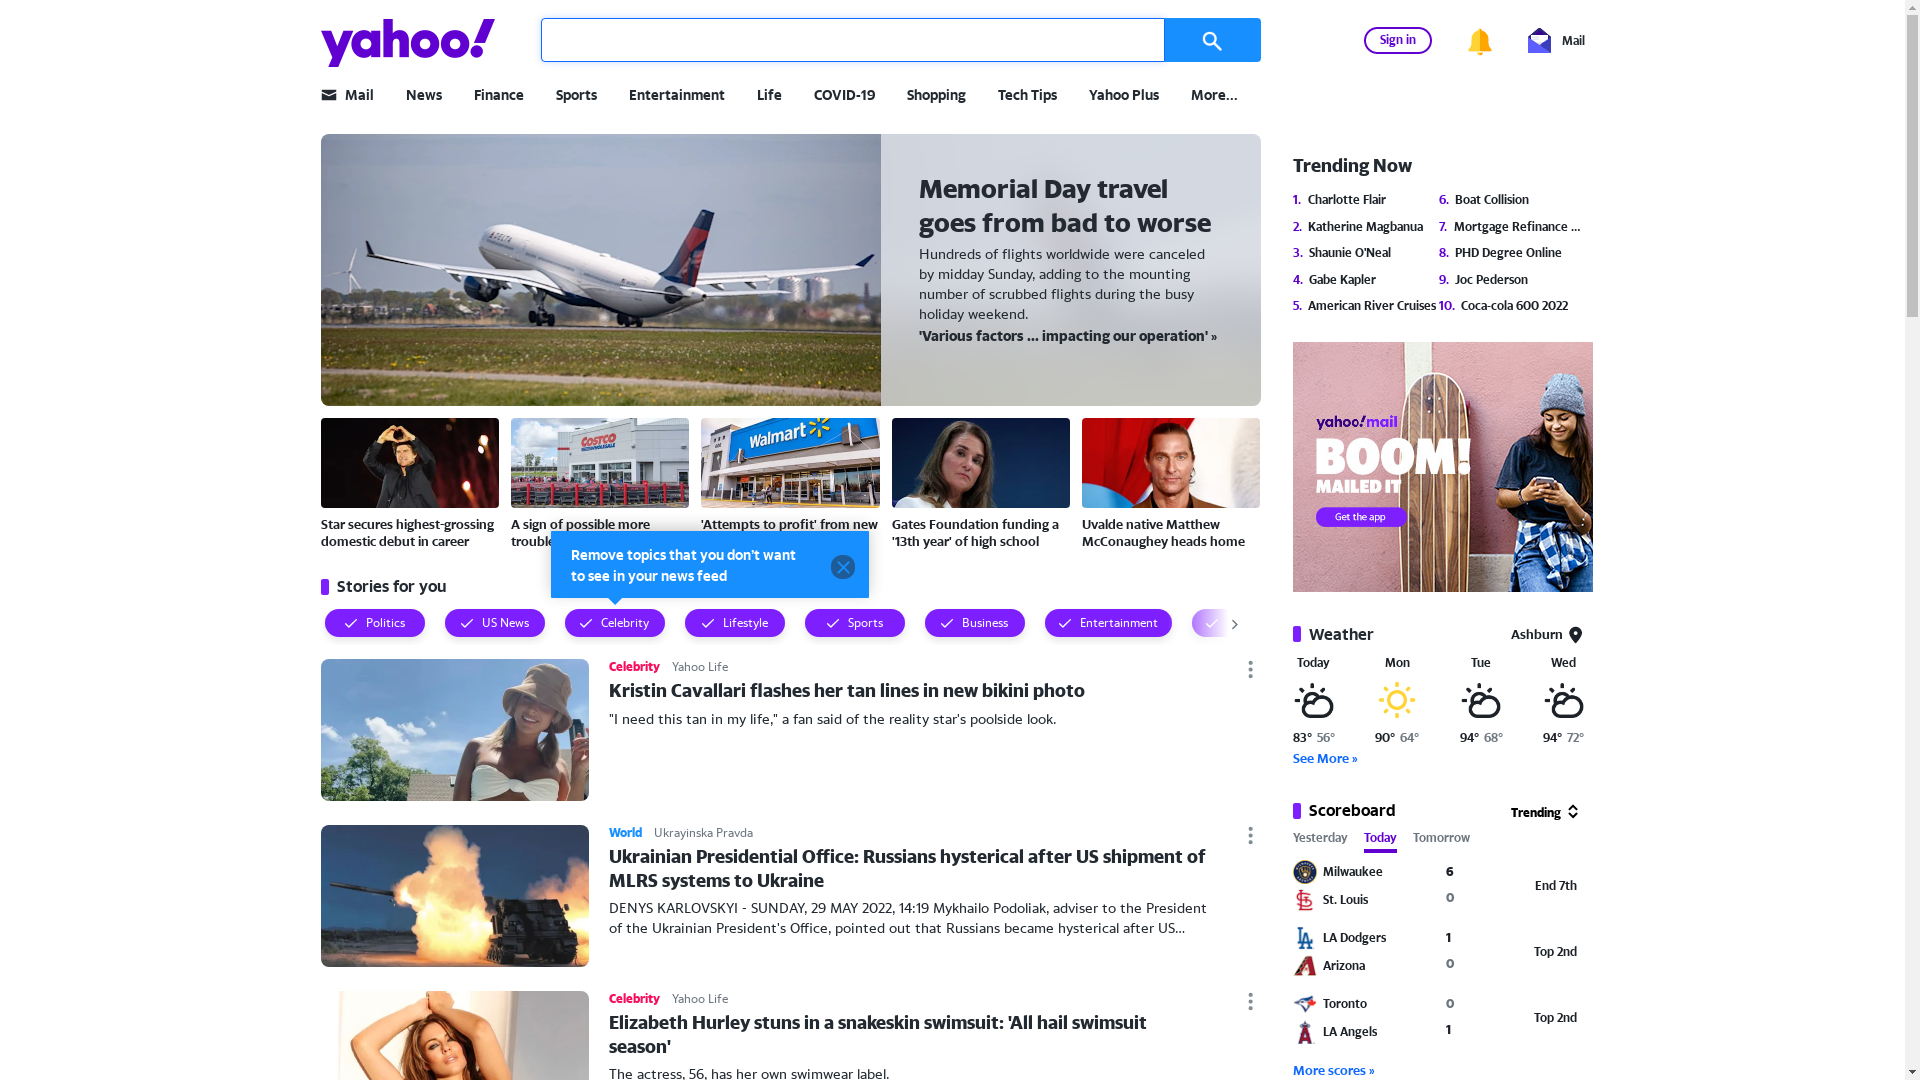 yahoo!
Sign in
Mail
Mail
News
Finance
Sports
Entertainment
Life
COVID-19
Shopping
Tech Tips
Yahoo Plus
More...
DELTA
Memorial Day travel
goes from bad to worse
Hundreds of flights worldwide were canceled
by midday Sunday, adding to the mounting
number of scrubbed flights during the busy
holiday weekend.
'Various factors ... impacting our operation' »
Star secures highest-grossing
domestic debut in career
COSTCO
WHOLESALE
A sign of possible more
trouble
Walmart
'Attempts to profit' from new
Gates Foundation funding a
'13th year' of high school
Uvalde native Matthew
McConaughey heads home
Remove topics that you don't want
to see in your news feed
Stories for you
Politics
US News
Celebrity
Lifestyle
Sports
Business
Entertainment
Celebrity Yahoo Life
Kristin Cavallari flashes her tan lines in new bikini photo
"I need this tan in my life," a fan said of the reality star's poolside look.
World Ukrayinska Pravda
Ukrainian Presidential Office: Russians hysterical after US shipment of
MLRS systems to Ukraine
DENYS KARLOVSKYI - SUNDAY, 29 MAY 2022, 14:19 Mykhailo Podoliak, adviser to the President
of the Ukrainian President's Office, pointed out that Russians became hysterical after US...
Celebrity Yahoo Life
Elizabeth Hurley stuns in a snakeskin swimsuit: 'All hail swimsuit
season'
The actress, 56, has her own swimwear label.
Trending Now
1. Charlotte Flair
2. Katherine Magbanua
3. Shaunie O'Neal
4. Gabe Kapler
5. American River Cruises
6. Boat Collision
7. Mortgage Refinance ...
8. PHD Degree Online
9. Joc Pederson
10. Coca-cola 600 2022
yahoo!mail
BOOM!
MAILED IT
Get the app
Weather
Ashburn
Today Mon Tue Wed
83° 56° 90° 64° 94° 68° 94° 72°
See More »
Scoreboard
Trending
Yesterday Today Tomorrow
Milwaukee 6
St. Louis 0
End 7th
LA Dodgers 1
Arizona 0
Top 2nd
Toronto 0
LA Angels 1
Top 2nd
More scores »